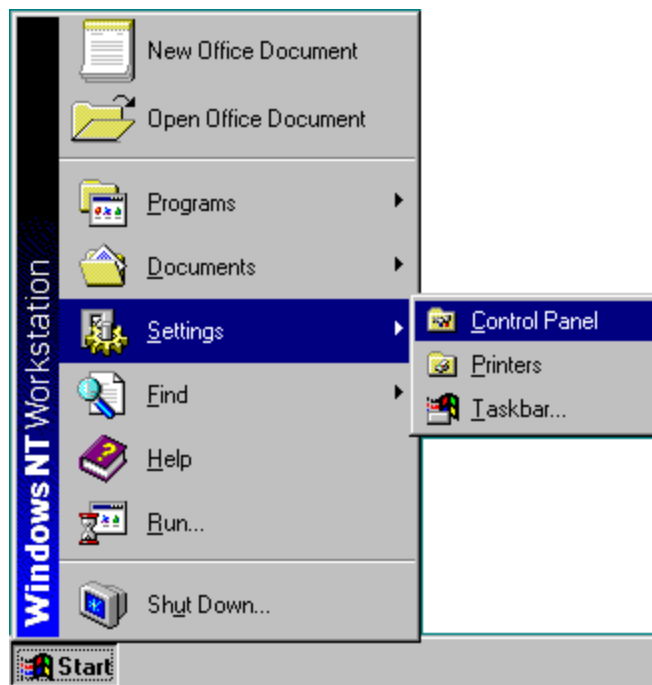 New Office Document
Open Office Document
Programs
Documents
Settings
Control Panel
Printers
Taskbar...
Find
Help
Run...
Shut Down...
Windows NT Workstation
Start